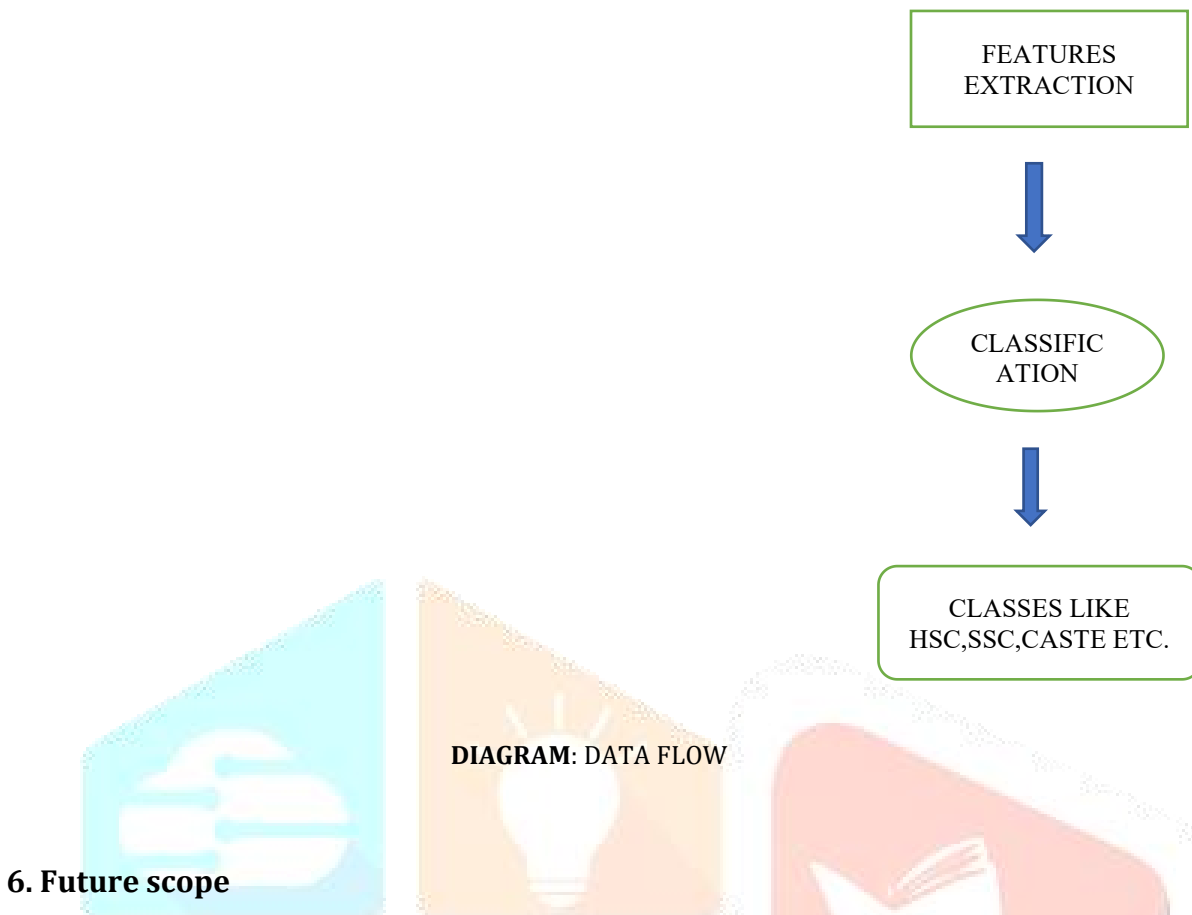 FEATURES
EXTRACTION
CLASSIFIC
ATION
CLASSES LIKE
HSC,SSC,CASTE ETC.
DIAGRAM: DATA FLOW
6. Future scope